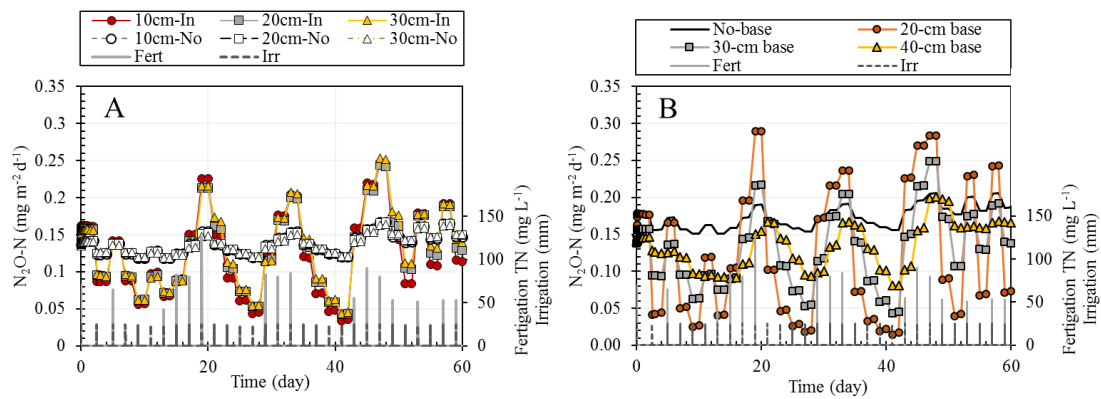 10cm-In 20cm-In 30cm-In
10cm-No 20cm-No 30cm-No
Fert Irr
A
0.35
0.3
0.25
0.2
0.15
0.1
0.05
0
N₂O-N (mg m⁻² d⁻¹)
150
100
50
0
Fertigation TN (mg L⁻¹)
Irrigation (mm)
0 20 40 60
Time (day)
No-base 20-cm base
30-cm base 40-cm base
Fert Irr
B
0.35
0.30
0.25
0.20
0.15
0.10
0.05
0.00
N₂O-N (mg m⁻² d⁻¹)
150
100
50
0
Fertigation TN (mg L⁻¹)
Irrigation (mm)
0 20 40 60
Time (day)